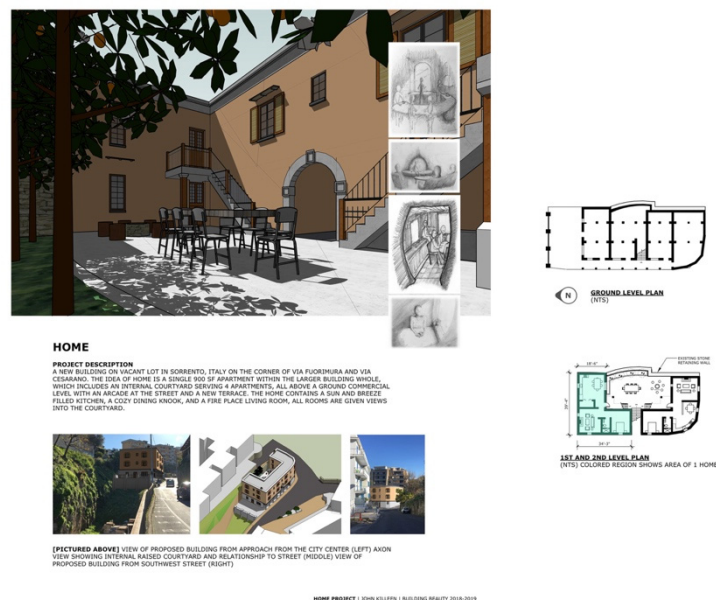 HOME
PROJECT DESCRIPTION
A NEW BUILDING ON VACANT LOT IN SORRENTO, ITALY ON THE CORNER OF VIA FUORIMURA AND VIA
CESARANO. THE IDEA OF HOME IS A SINGLE 900 SF APARTMENT WITHIN THE LARGER BUILDING WHOLE,
WHICH INCLUDES AN INTERNAL COURTYARD SERVING 4 APARTMENTS, ALL ABOVE A GROUND COMMERCIAL
LEVEL WITH AN ARCADE AT THE STREET AND A NEW TERRACE. THE HOME CONTAINS A SUN AND BREEZE
FILLED KITCHEN, A COZY DINING KNOOK, AND A FIRE PLACE LIVING ROOM, ALL ROOMS ARE GIVEN VIEWS
INTO THE COURTYARD.
[PICTURED ABOVE] VIEW OF PROPOSED BUILDING FROM APPROACH FROM THE CITY CENTER (LEFT) AXON
VIEW SHOWING INTERNAL RAISED COURTYARD AND RELATIONSHIP TO STREET (MIDDLE) VIEW OF
PROPOSED BUILDING FROM SOUTHWEST STREET (RIGHT)
N
GROUND LEVEL PLAN
(NTS)
EXISTING STONE
RETAINING WALL
1ST AND 2ND LEVEL PLAN
(NTS) COLORED REGION SHOWS AREA OF 1 HOME
HOME PROJECT | JOHN KILLEEN | BUILDING BEAUTY 2018-2019